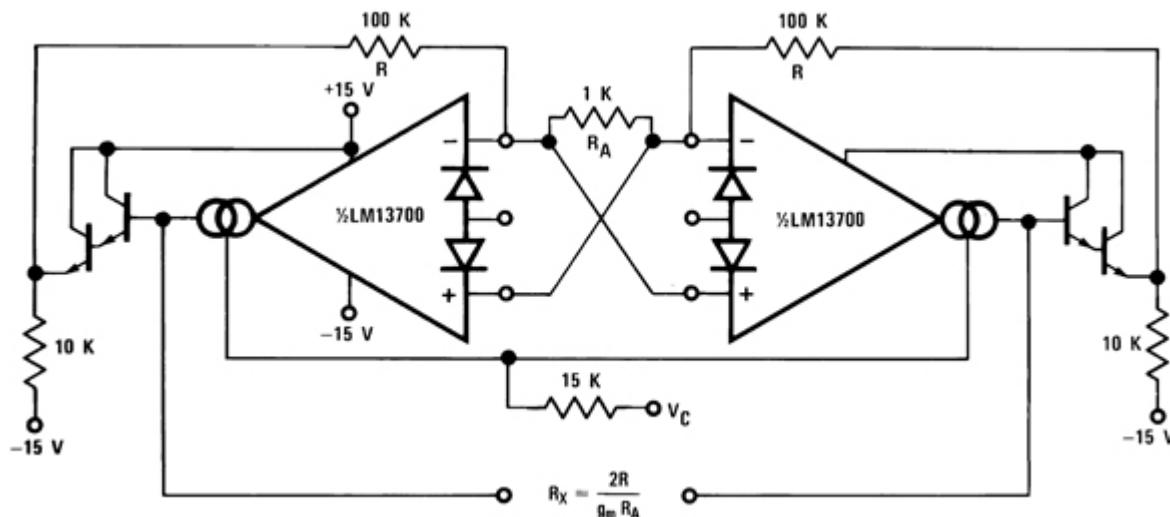 100 K
R
100 K
R
+15 V
1 K
R_A
−
−
½LM13700
½LM13700
+
+
−15 V
10 K
10 K
15 K
V_C
−15 V
−15 V
R_X = 2R / g_m R_A